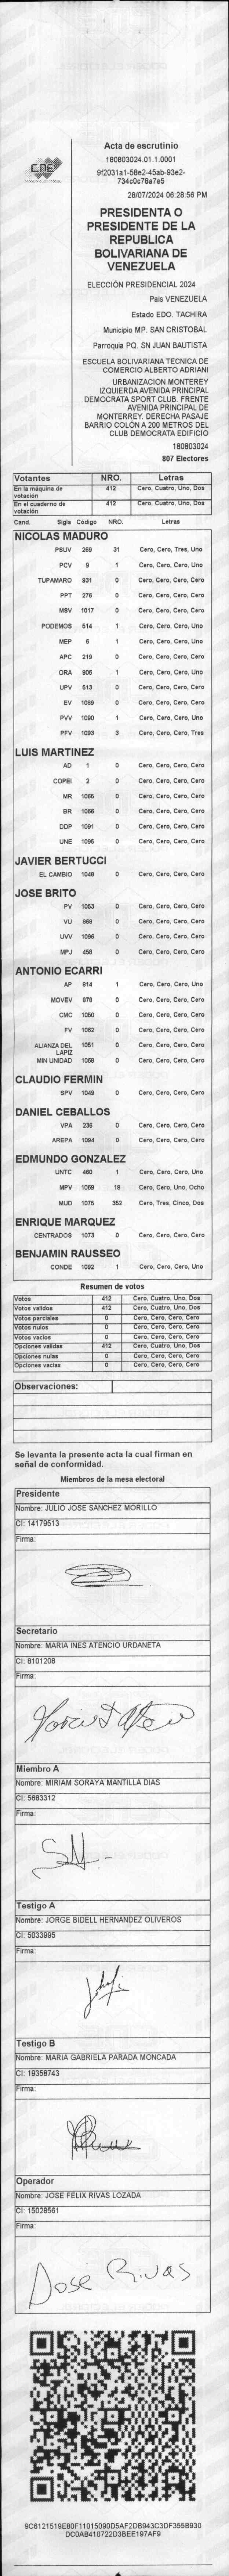 CNE
Acta de escrutinio
180803024.01.1.0001
9f2031a1-58e2-45ab-93e2-
734c0c78a7e5
28/07/2024 06:28:56 PM
PRESIDENTA O
PRESIDENTE DE LA
REPUBLICA
BOLIVARIANA DE
VENEZUELA
ELECCIÓN PRESIDENCIAL 2024
Pais VENEZUELA
Estado EDO. TACHIRA
Municipio MP. SAN CRISTOBAL
Parroquia PQ. SN JUAN BAUTISTA
ESCUELA BOLIVARIANA TECNICA DE
COMERCIO ALBERTO ADRIANI
URBANIZACION MONTEREY
IZQUIERDA AVENIDA PRINCIPAL
DEMOCRATA SPORT CLUB. FRENTE
AVENIDA PRINCIPAL DE
MONTERREY. DERECHA PASAJE
BARRIO COLÓN A 200 METROS DEL
CLUB DEMOCRATA EDIFICIO
180803024
807 Electores
Votantes NRO. Letras
En la máquina de votación 412 Cero, Cuatro, Uno, Dos
En el cuaderno de votación 412 Cero, Cuatro, Uno, Dos
Cand. Sigla Código NRO. Letras
NICOLAS MADURO
PSUV 269 31 Cero, Cero, Tres, Uno
PCV 9 1 Cero, Cero, Cero, Uno
TUPAMARO 931 0 Cero, Cero, Cero, Cero
PPT 276 0 Cero, Cero, Cero, Cero
MSV 1017 0 Cero, Cero, Cero, Cero
PODEMOS 514 1 Cero, Cero, Cero, Uno
MEP 5 1 Cero, Cero, Cero, Uno
APC 219 0 Cero, Cero, Cero, Cero
ORA 906 1 Cero, Cero, Cero, Uno
UPV 513 0 Cero, Cero, Cero, Cero
EV 1089 0 Cero, Cero, Cero, Cero
PVV 1090 1 Cero, Cero, Cero, Uno
PFV 1093 3 Cero, Cero, Cero, Tres
LUIS MARTINEZ
AD 1 0 Cero, Cero, Cero, Cero
COPEI 2 0 Cero, Cero, Cero, Cero
MR 1065 0 Cero, Cero, Cero, Cero
BR 1066 0 Cero, Cero, Cero, Cero
DDP 1091 0 Cero, Cero, Cero, Cero
UNE 1095 0 Cero, Cero, Cero, Cero
JAVIER BERTUCCI
EL CAMBIO 1048 0 Cero, Cero, Cero, Cero
JOSE BRITO
PV 1053 0 Cero, Cero, Cero, Cero
VU 969 0 Cero, Cero, Cero, Cero
UVV 1096 0 Cero, Cero, Cero, Cero
MPJ 458 0 Cero, Cero, Cero, Cero
ANTONIO ECARRI
AP 914 1 Cero, Cero, Cero, Uno
MOVEV 878 0 Cero, Cero, Cero, Cero
CMC 1050 0 Cero, Cero, Cero, Cero
FV 1062 0 Cero, Cero, Cero, Cero
ALIANZA DEL LAPIZ 1051 0 Cero, Cero, Cero, Cero
MIN UNIDAD 1058 0 Cero, Cero, Cero, Cero
CLAUDIO FERMIN
SPV 1049 0 Cero, Cero, Cero, Cero
DANIEL CEBALLOS
VPA 236 0 Cero, Cero, Cero, Cero
AREPA 1094 0 Cero, Cero, Cero, Cero
EDMUNDO GONZALEZ
UNTC 460 1 Cero, Cero, Cero, Uno
MPV 1069 18 Cero, Cero, Uno, Ocho
MUD 1075 352 Cero, Tres, Cinco, Dos
ENRIQUE MARQUEZ
CENTRADOS 1073 0 Cero, Cero, Cero, Cero
BENJAMIN RAUSSEO
CONDE 1092 1 Cero, Cero, Cero, Uno
Resumen de votos
Votos 412 Cero, Cuatro, Uno, Dos
Votos validos 412 Cero, Cuatro, Uno, Dos
Votos parciales 0 Cero, Cero, Cero, Cero
Votos nulos 0 Cero, Cero, Cero, Cero
Votos vacios 0 Cero, Cero, Cero, Cero
Opciones validas 412 Cero, Cuatro, Uno, Dos
Opciones nulas 0 Cero, Cero, Cero, Cero
Opciones vacias 0 Cero, Cero, Cero, Cero
Observaciones:
Se levanta la presente acta la cual firman en
señal de conformidad.
Miembros de la mesa electoral
Presidente
Nombre: JULIO JOSE SANCHEZ MORILLO
CI: 14179513
Firma:
Secretario
Nombre: MARIA INES ATENCIO URDANETA
CI: 8101208
Firma:
Miembro A
Nombre: MIRIAM SORAYA MANTILLA DIAS
CI: 5683312
Firma:
Testigo A
Nombre: JORGE BIDELL HERNANDEZ OLIVEROS
CI: 5033995
Firma:
Testigo B
Nombre: MARIA GABRIELA PARADA MONCADA
CI: 19358743
Firma:
Operador
Nombre: JOSE FELIX RIVAS LOZADA
CI: 15028561
Firma:
José Rivas
9C6121519E80F11015090D5AF2DB943C3DF355B930
DC0AB410722D3BEE197AF9